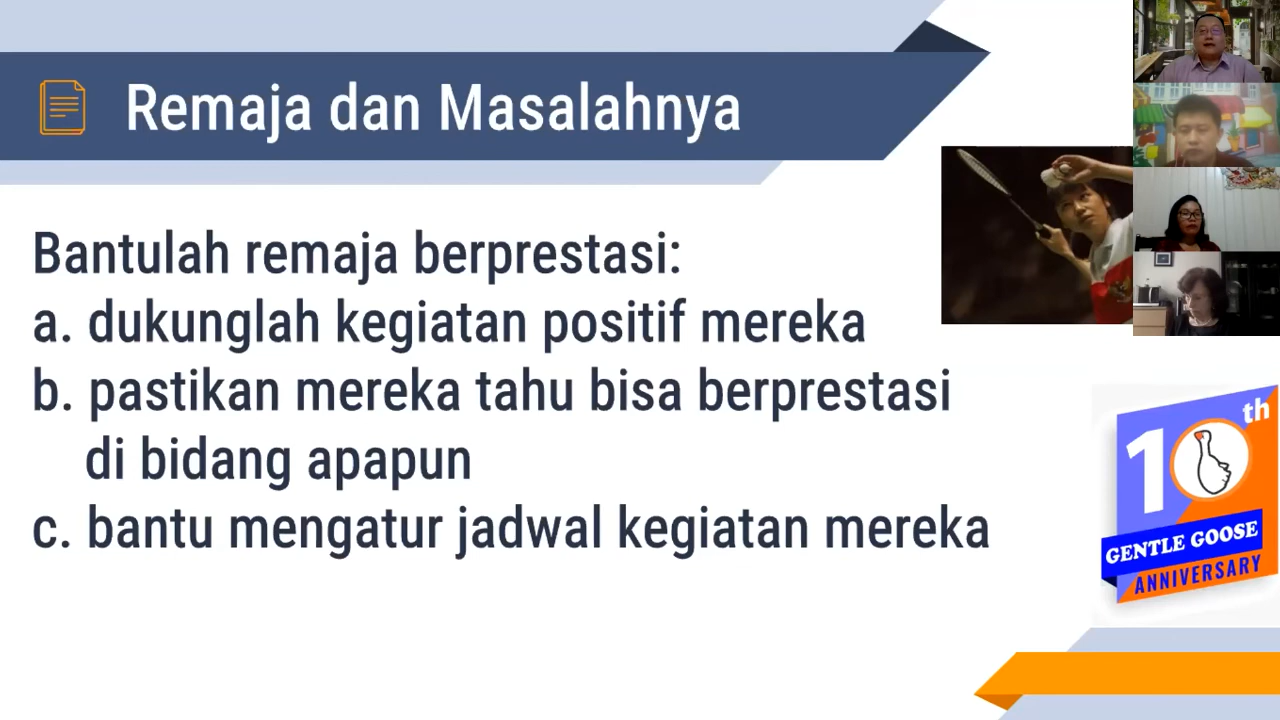 Remaja dan Masalahnya
Bantulah remaja berprestasi:
a. dukunglah kegiatan positif mereka
b. pastikan mereka tahu bisa berprestasi
di bidang apapun
c. bantu mengatur jadwal kegiatan mereka
10th
GENTLE GOOSE
ANNIVERSARY